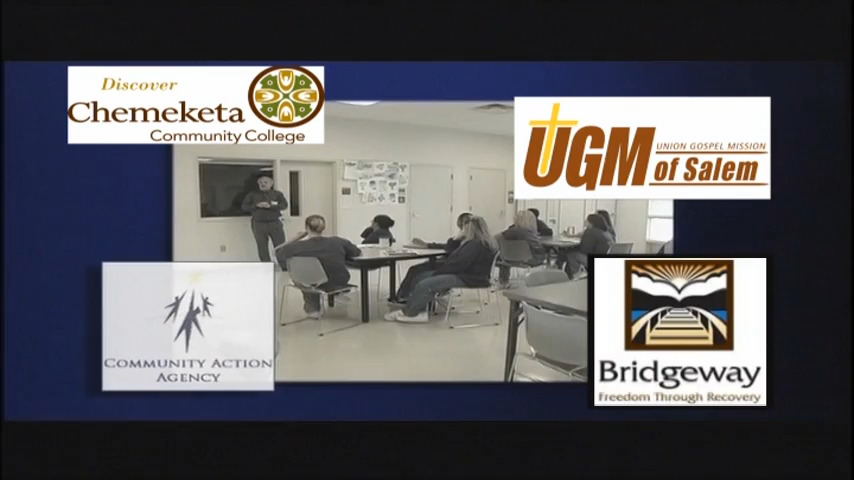 Discover
Chemeketa
Community College
UGM
UNION GOSPEL MISSION
of Salem
COMMUNITY ACTION
AGENCY
Bridgeway
Freedom Through Recovery